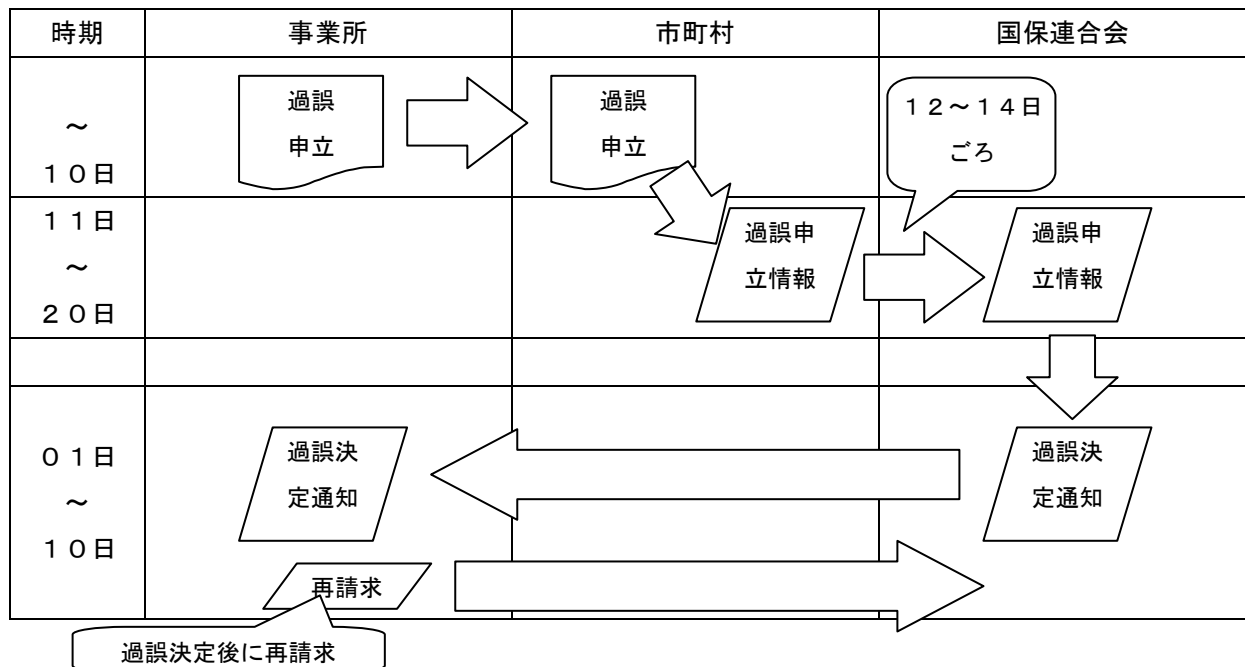 時期 事業所 市町村 国保連合会
～
１０日
過誤
申立
過誤
申立
１２～１４日
ごろ
１１日
～
２０日
過誤申
立情報
過誤申
立情報
０１日
～
１０日
過誤決
定通知
過誤決
定通知
再請求
過誤決定後に再請求